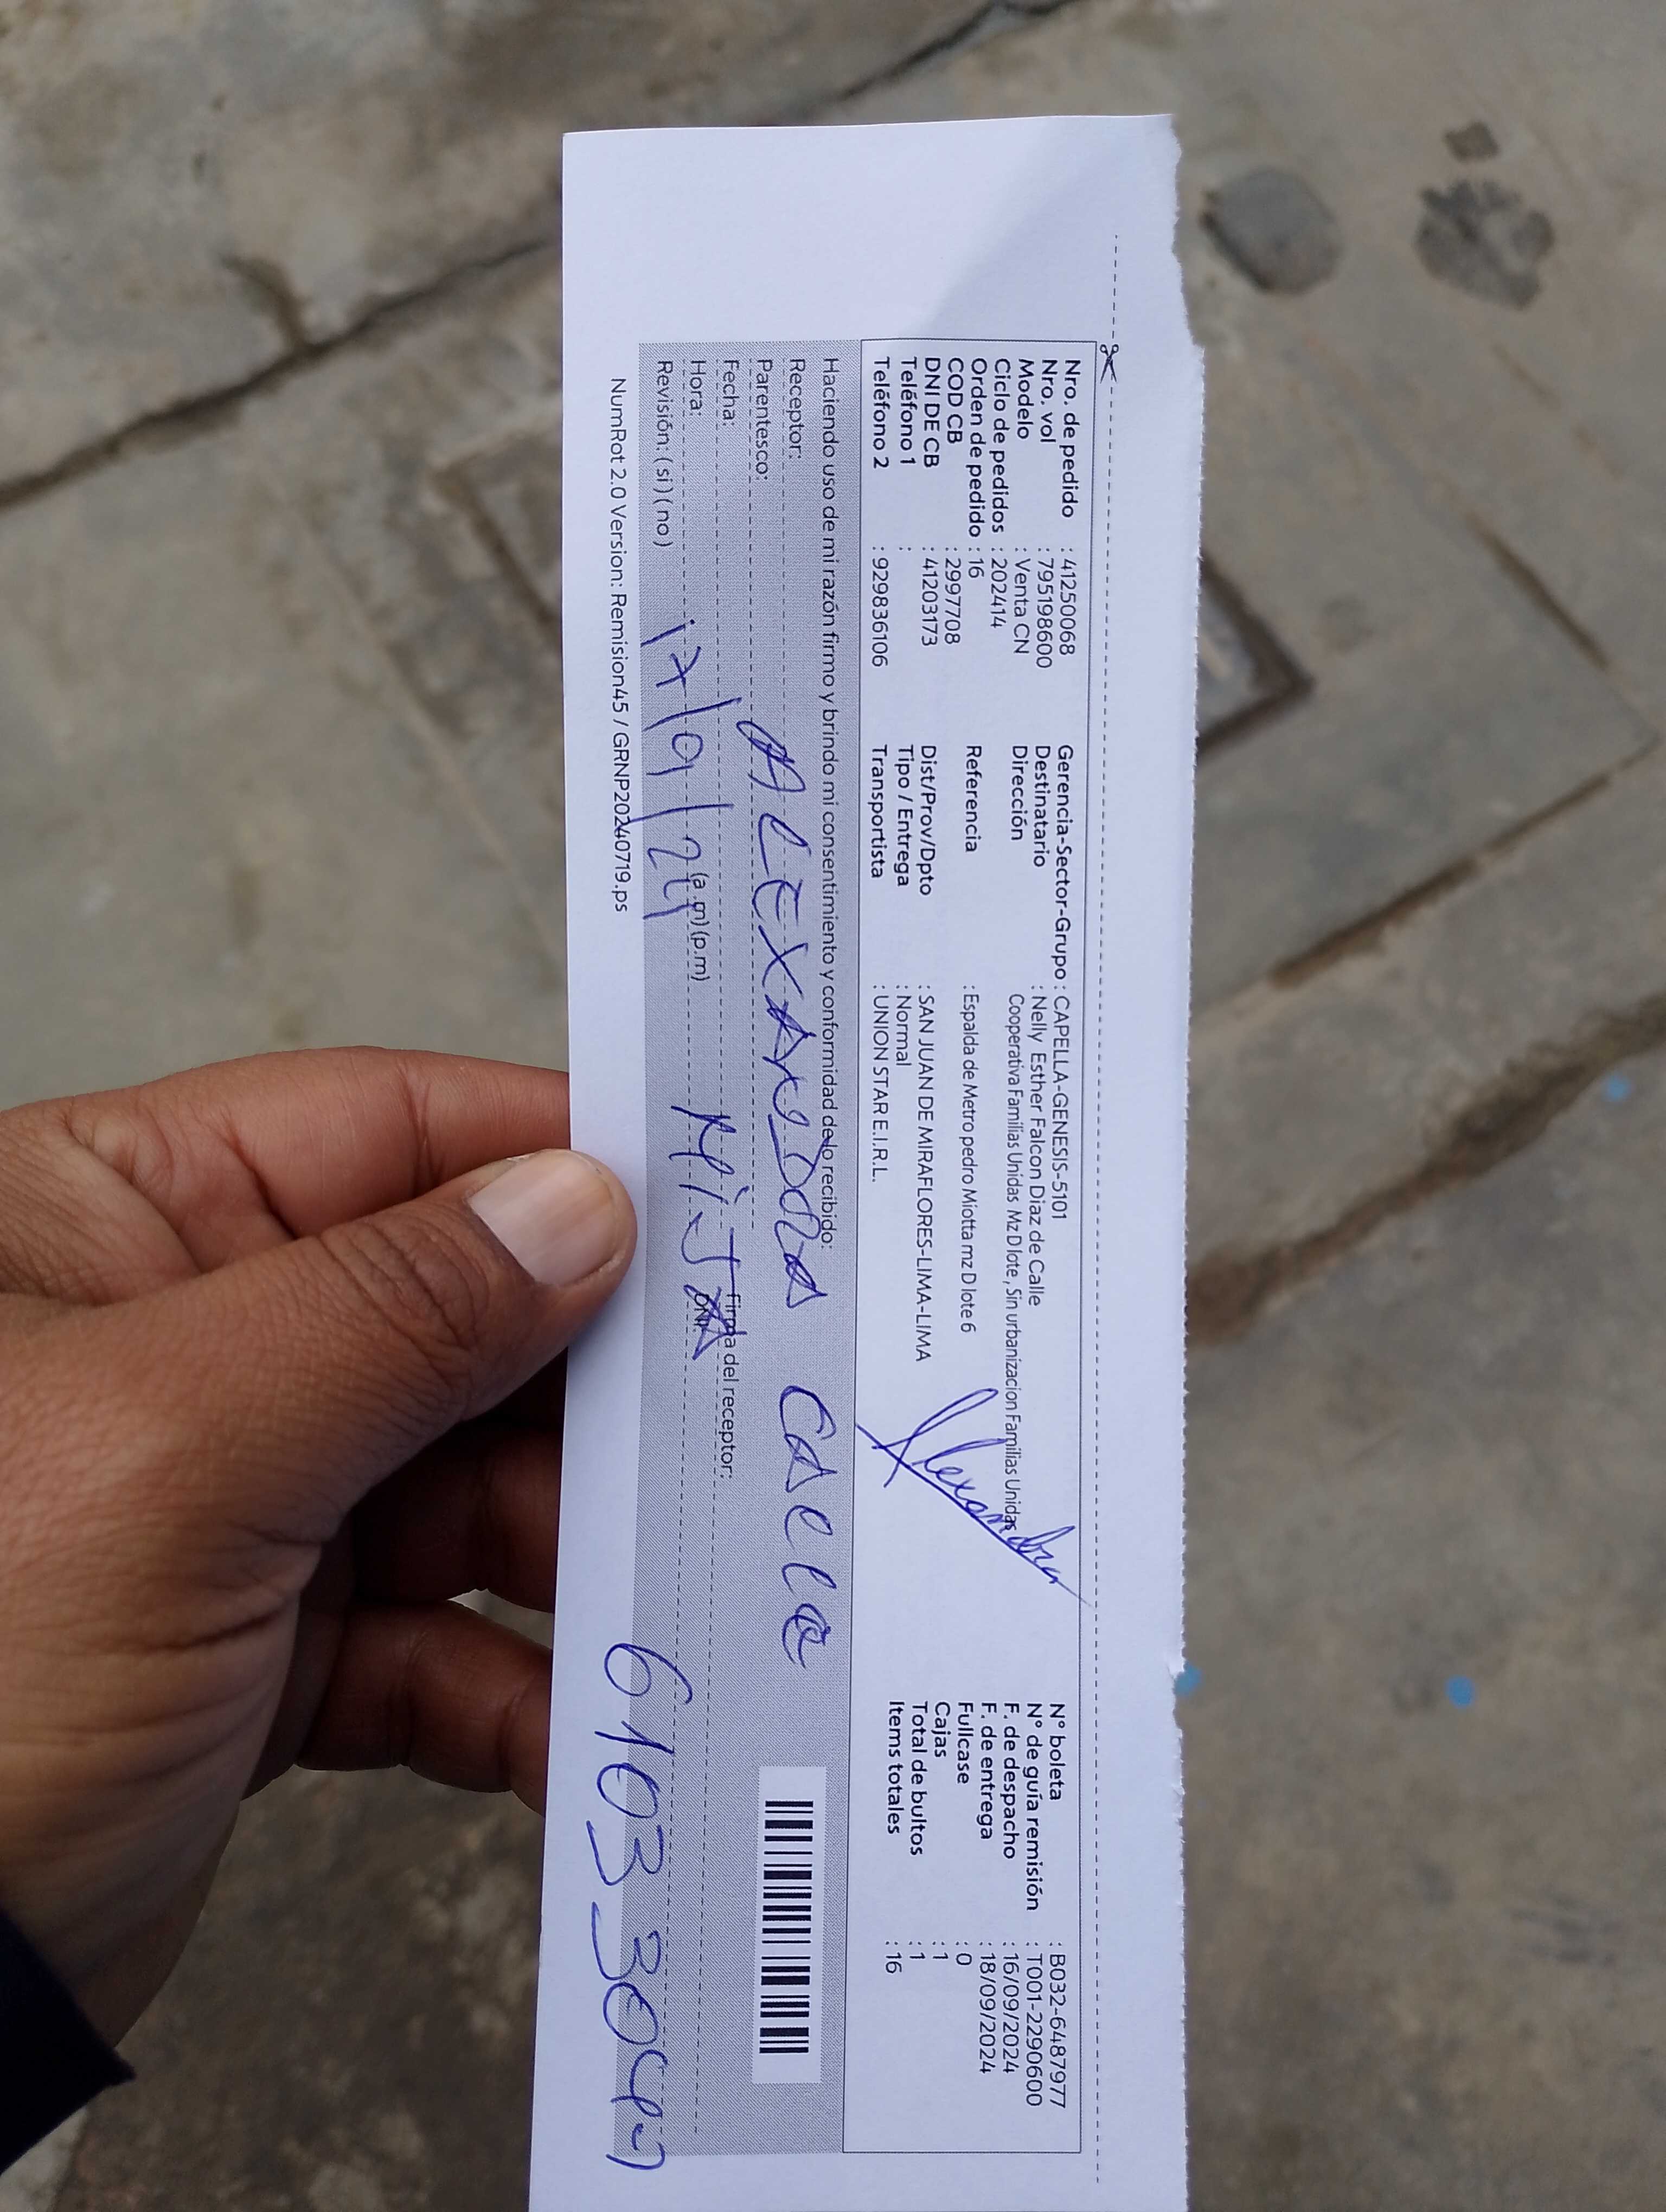 Nro. de pedido : 41250068 Gerencia-Sector-Grupo : CAPELLA-GENESIS-5101 N° boleta : B032-6487977
Nro. vol : 795198600 Destinatario : Nelly Esther Falcon Diaz de Calle N° de guía remisión : T001-2290600
Modelo : Venta CN Dirección Cooperativa Familias Unidas Mz D lote , Sin urbanizacion Familias Unidas F. de despacho : 16/09/2024
Ciclo de pedidos : 202414 F. de entrega : 18/09/2024
Orden de pedido : 16 Referencia : Espalda de Metro pedro Miotta mz D lote 6 Fullcase : 0
COD CB : 2997708 Cajas : 1
DNI DE CB : 41203173 Dist/Prov/Dpto : SAN JUAN DE MIRAFLORES-LIMA-LIMA Total de bultos : 1
Teléfono 1 : Tipo / Entrega : Normal Items totales : 16
Teléfono 2 : 929836106 Transportista : UNION STAR E.I.R.L.
Alexandra
Haciendo uso de mi razón firmo y brindo mi consentimiento y conformidad de lo recibido:
Receptor: ALEXANDRA Calle
Parentesco:
Fecha: Firma del receptor:
Hora: (a.m) (p.m) DNI:
Revisión: ( si ) ( no ) 17/9/24 HIJA
NumRot 2.0 Version: Remision45 / GRNP20240719.ps